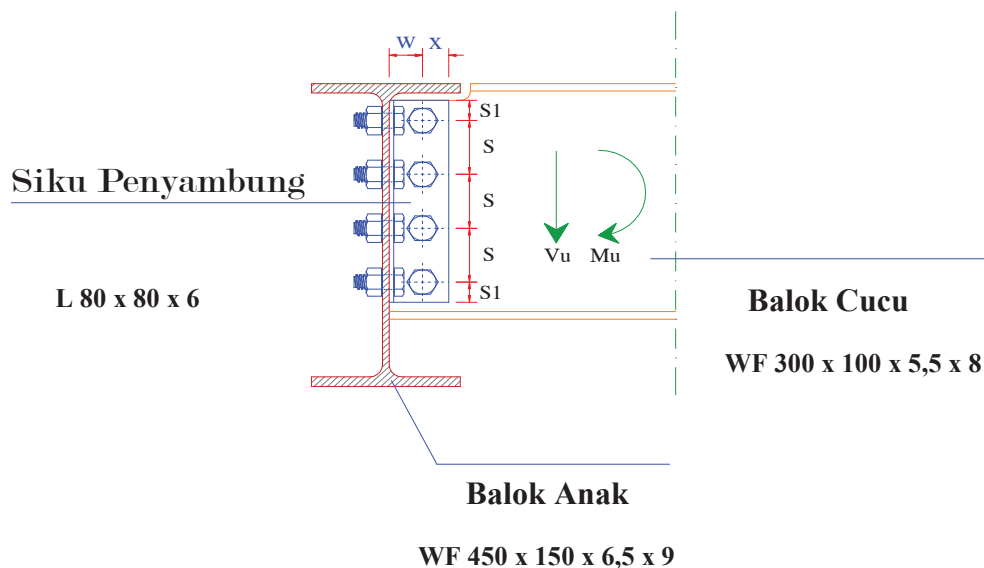 W X
S1
S
Siku Penyambung
S
S
Vu Mu
S1
L 80 x 80 x 6
Balok Cucu
WF 300 x 100 x 5,5 x 8
Balok Anak
WF 450 x 150 x 6,5 x 9